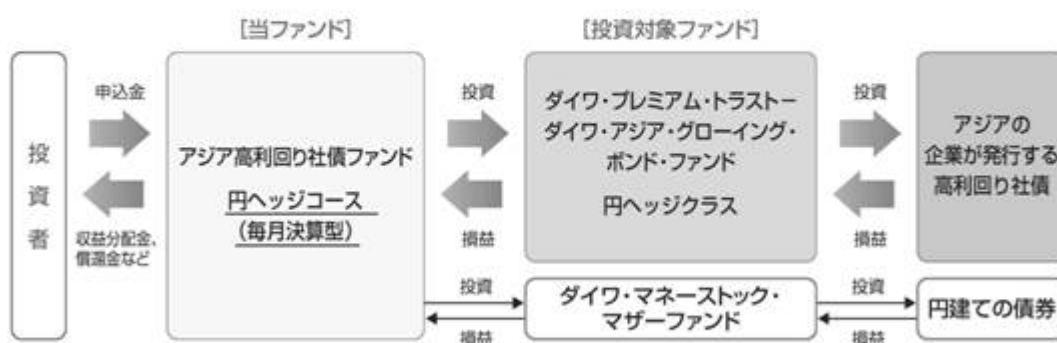 [当ファンド]
[投資対象ファンド]
投資者
申込金
収益分配金、
償還金など
アジア高利回り社債ファンド
円ヘッジコース
（毎月決算型）
投資
損益
ダイワ・プレミアム・トラスト－
ダイワ・アジア・グローイング・
ボンド・ファンド
円ヘッジクラス
投資
損益
アジアの
企業が発行する
高利回り社債
投資
損益
ダイワ・マネーストック・
マザーファンド
投資
損益
円建ての債券